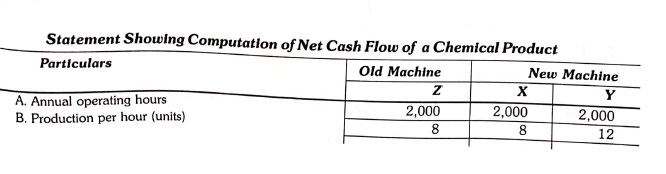 Statement Showing Computation of Net Cash Flow of a Chemical Product
Particulars Old Machine New Machine
Z X Y
A. Annual operating hours 2,000 2,000 2,000
B. Production per hour (units) 8 8 12